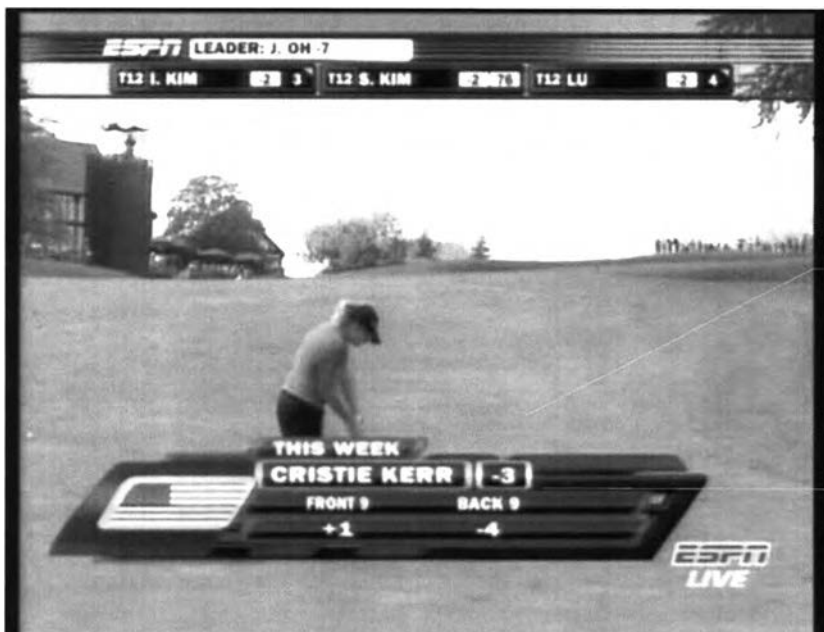 ESPN LEADER: J. OH -7
T12 I. KIM -2 3 T12 S. KIM -2 76 T12 LU -2 4
THIS WEEK
CRISTIE KERR -3
FRONT 9 BACK 9
+1 -4
ESPN
LIVE